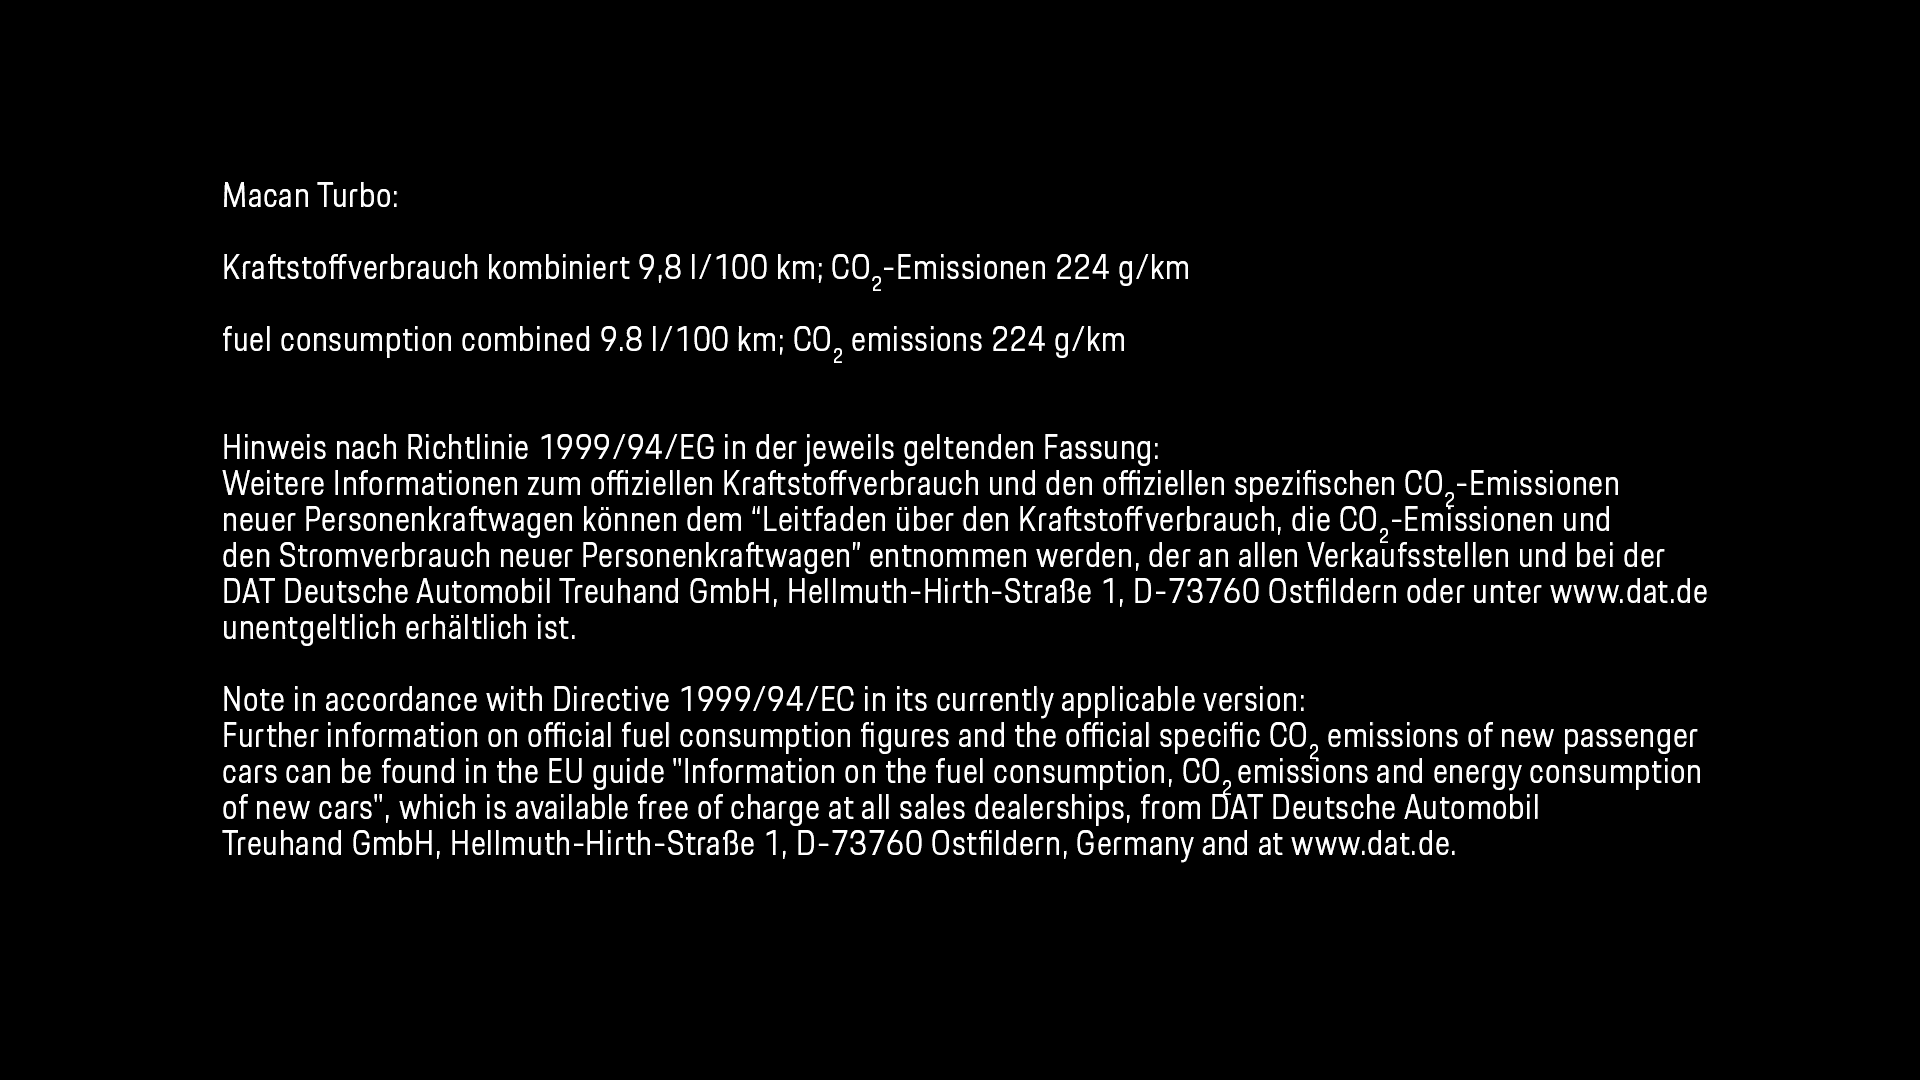 Macan Turbo:
Kraftstoffverbrauch kombiniert 9,8 l/100 km; CO₂-Emissionen 224 g/km
fuel consumption combined 9.8 l/100 km; CO₂ emissions 224 g/km
Hinweis nach Richtlinie 1999/94/EG in der jeweils geltenden Fassung:
Weitere Informationen zum offiziellen Kraftstoffverbrauch und den offiziellen spezifischen CO₂-Emissionen
neuer Personenkraftwagen können dem “Leitfaden über den Kraftstoffverbrauch, die CO₂-Emissionen und
den Stromverbrauch neuer Personenkraftwagen” entnommen werden, der an allen Verkaufsstellen und bei der
DAT Deutsche Automobil Treuhand GmbH, Hellmuth-Hirth-Straße 1, D-73760 Ostfildern oder unter www.dat.de
unentgeltlich erhältlich ist.
Note in accordance with Directive 1999/94/EC in its currently applicable version:
Further information on official fuel consumption figures and the official specific CO₂ emissions of new passenger
cars can be found in the EU guide "Information on the fuel consumption, CO₂ emissions and energy consumption
of new cars", which is available free of charge at all sales dealerships, from DAT Deutsche Automobil
Treuhand GmbH, Hellmuth-Hirth-Straße 1, D-73760 Ostfildern, Germany and at www.dat.de.